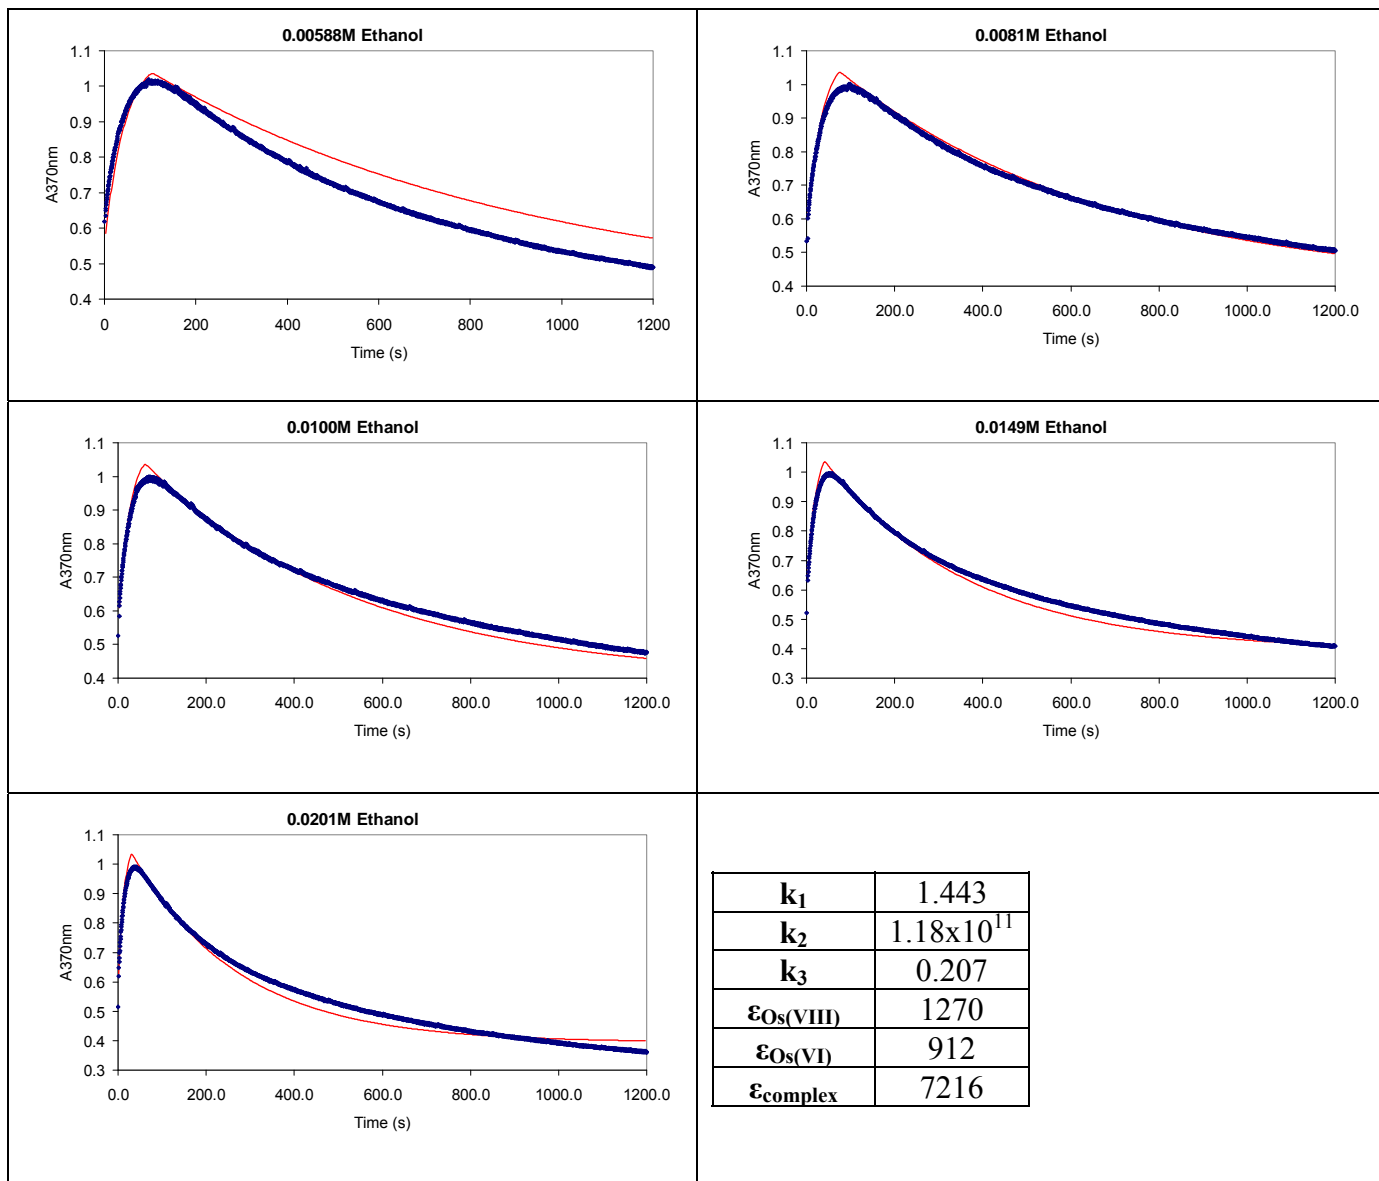 0.00588M Ethanol
1.1
1
0.9
0.8
0.7
0.6
0.5
0.4
A370nm
0 200 400 600 800 1000 1200
Time (s)
0.0081M Ethanol
1.1
1
0.9
0.8
0.7
0.6
0.5
0.4
A370nm
0.0 200.0 400.0 600.0 800.0 1000.0 1200.0
Time (s)
0.0100M Ethanol
1.1
1
0.9
0.8
0.7
0.6
0.5
0.4
A370nm
0.0 200.0 400.0 600.0 800.0 1000.0 1200.0
Time (s)
0.0149M Ethanol
1.1
1
0.9
0.8
0.7
0.6
0.5
0.4
0.3
A370nm
0.0 200.0 400.0 600.0 800.0 1000.0 1200.0
Time (s)
0.0201M Ethanol
1.1
1
0.9
0.8
0.7
0.6
0.5
0.4
0.3
A370nm
0.0 200.0 400.0 600.0 800.0 1000.0 1200.0
Time (s)
k₁ 1.443
k₂ 1.18x10¹¹
k₃ 0.207
ε_Os(VIII) 1270
ε_Os(VI) 912
ε_complex 7216